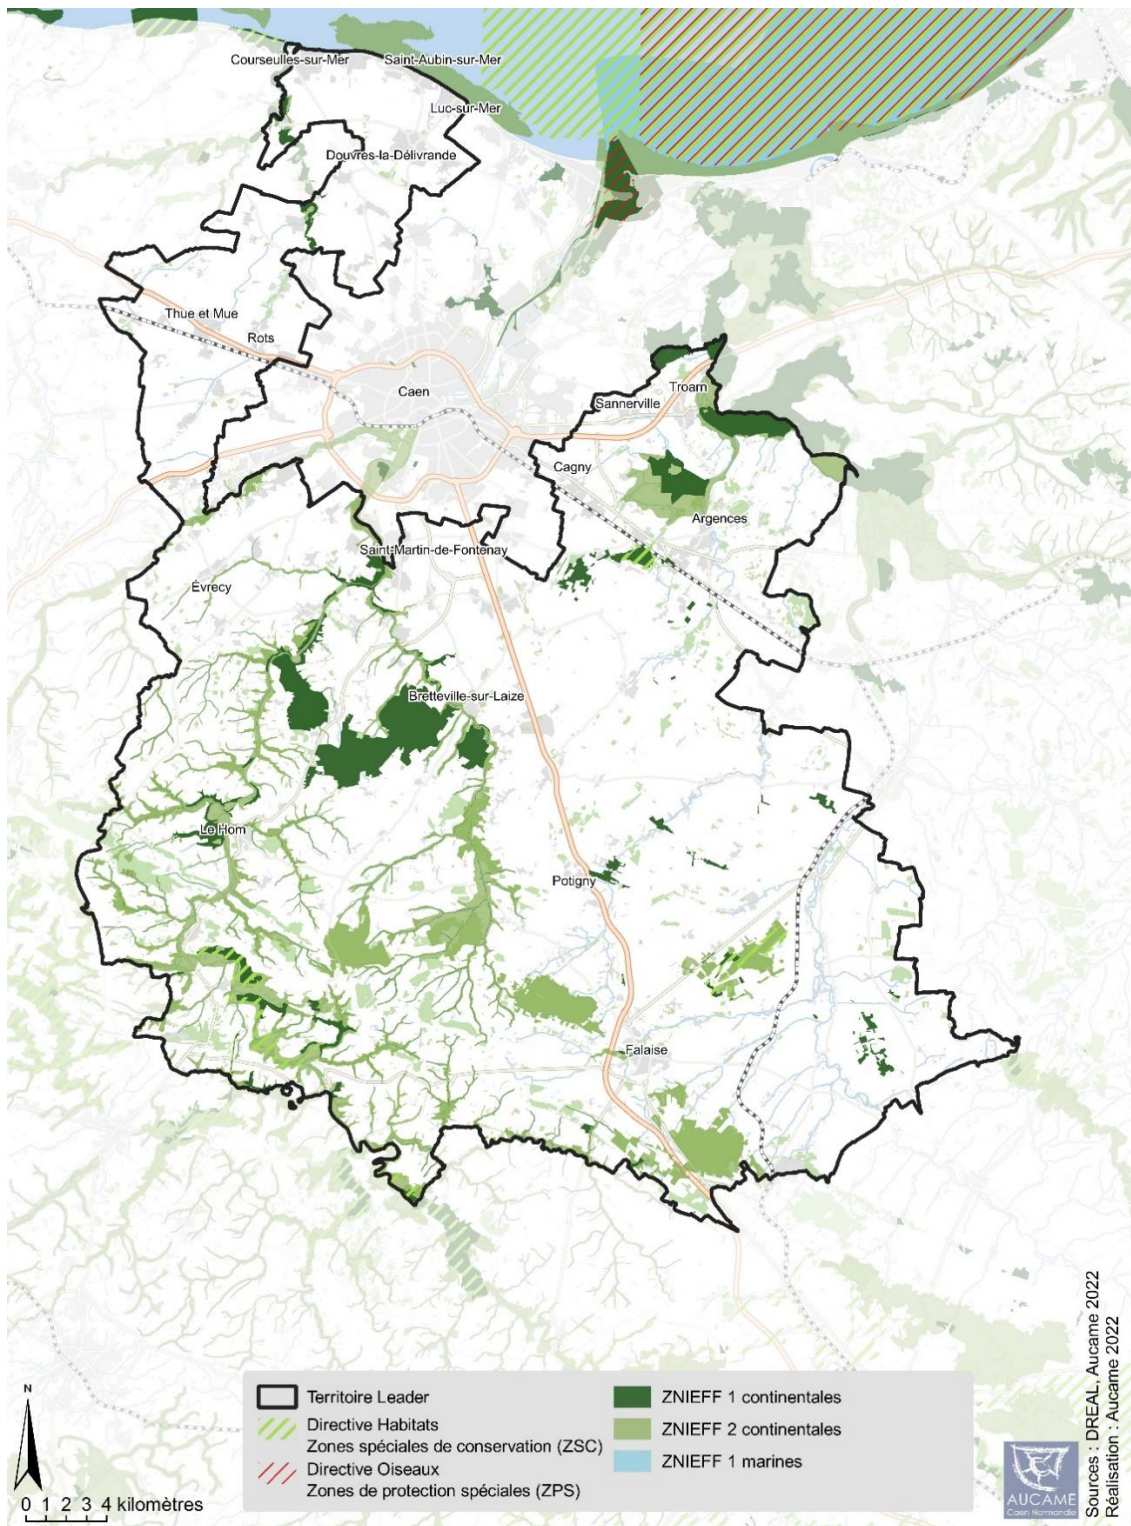 Courseulles-sur-Mer
Saint-Aubin-sur-Mer
Luc-sur-Mer
Douvres-la-Délivrande
Thue et Mue
Rots
Caen
Troarn
Sannerville
Cagny
Argences
Saint-Martin-de-Fontenay
Évrecy
Bretteville-sur-Laize
Le Hom
Potigny
Falaise
N
0 1 2 3 4 kilomètres
Territoire Leader
Directive Habitats
Zones spéciales de conservation (ZSC)
Directive Oiseaux
Zones de protection spéciales (ZPS)
ZNIEFF 1 continentales
ZNIEFF 2 continentales
ZNIEFF 1 marines
AUCAME
Caen Normandie
Sources : DREAL, Aucame 2022
Réalisation : Aucame 2022